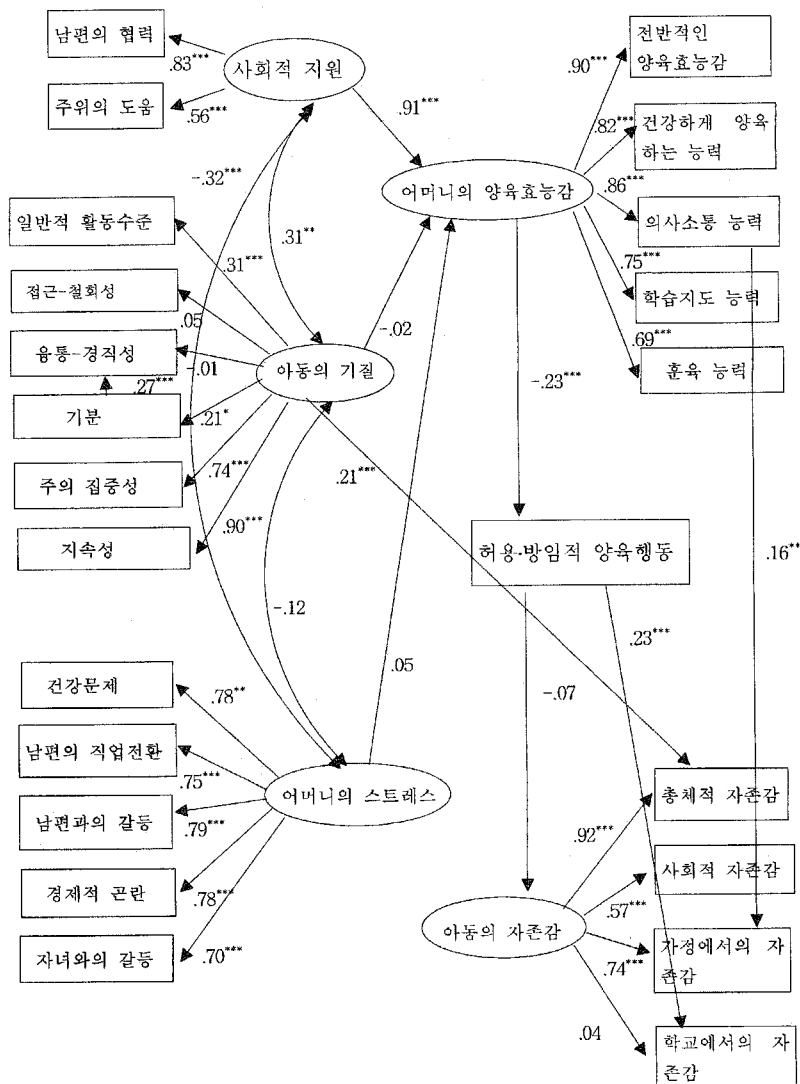 남편의 협력
.83***
사회적 지원
주위의 도움
.56***
.91***
전반적인
양육효능감
.90***
.82***
건강하게 양육
하는 능력
어머니의 양육효능감
.86***
의사소통 능력
.75***
학습지도 능력
.69***
훈육 능력
-.32***
.31**
일반적 활동수준
.31***
접근-철회성
.05
융통-경직성
-.01
아동의 기질
-.02
.27***
기분
.21*
주의 집중성
.74***
지속성
.90***
-.23***
.21***
허용·방임적 양육행동
.16**
-.12
.05
.23***
-.07
건강문제
.78**
남편의 직업전환
.75***
어머니의 스트레스
남편과의 갈등
.79***
경제적 곤란
.78***
자녀와의 갈등
.70***
총체적 자존감
.92***
사회적 자존감
.57***
아동의 자존감
가정에서의 자
존감
.74***
.04
학교에서의 자
존감